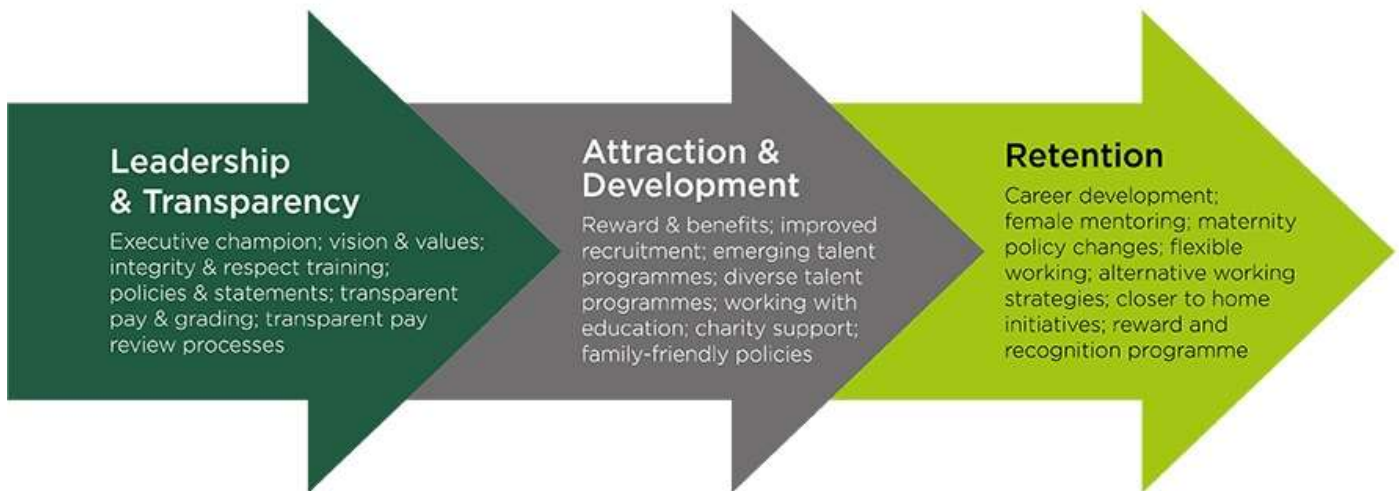 Leadership
& Transparency
Executive champion; vision & values;
integrity & respect training;
policies & statements; transparent
pay & grading; transparent pay
review processes
Attraction &
Development
Reward & benefits; improved
recruitment; emerging talent
programmes; diverse talent
programmes; working with
education; charity support;
family-friendly policies
Retention
Career development;
female mentoring; maternity
policy changes; flexible
working; alternative working
strategies; closer to home
initiatives; reward and
recognition programme